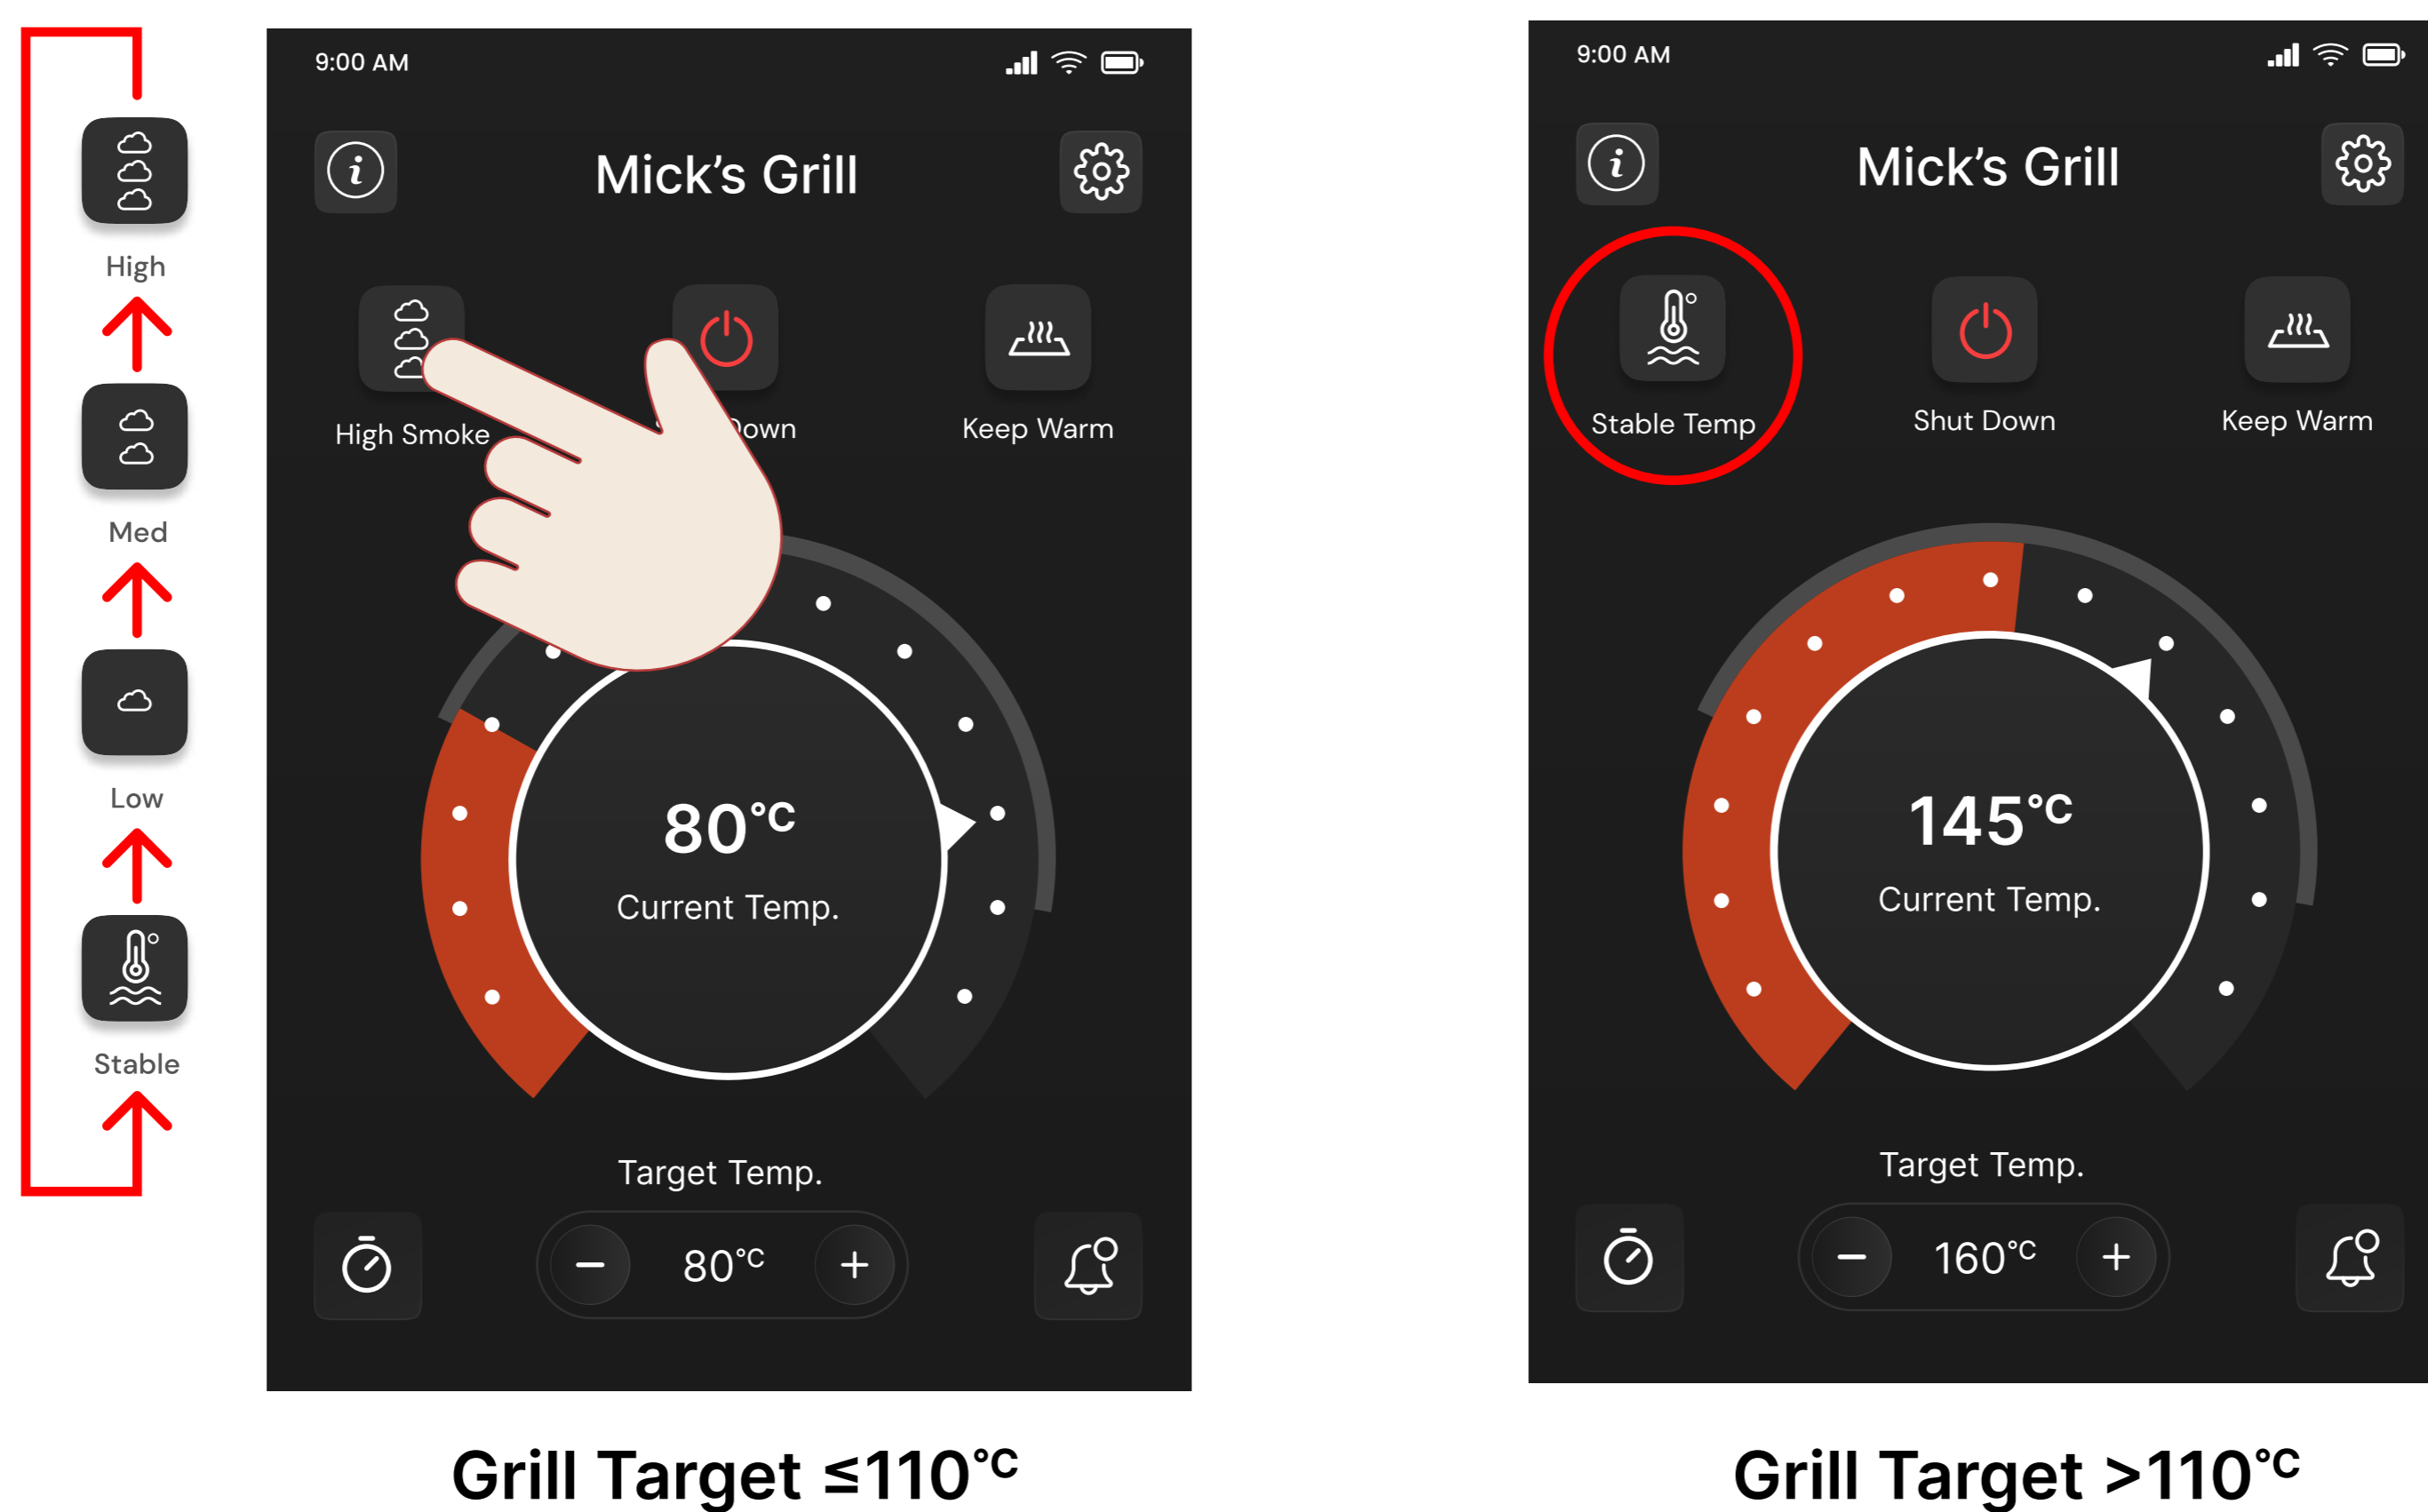 High
Med
Low
Stable
9:00 AM
Mick's Grill
High Smoke
Down
Keep Warm
80°C
Current Temp.
Target Temp.
80°C
Grill Target ≤110°C
9:00 AM
Mick's Grill
Stable Temp
Shut Down
Keep Warm
145°C
Current Temp.
Target Temp.
160°C
Grill Target >110°C